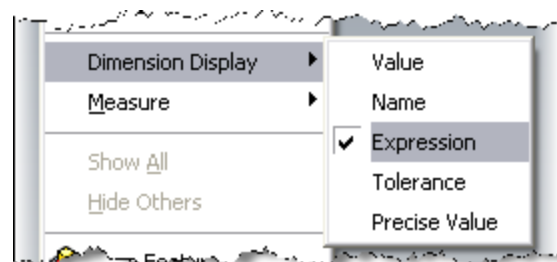 Dimension Display
Measure
Show All
Hide Others
Value
Name
Expression
Tolerance
Precise Value